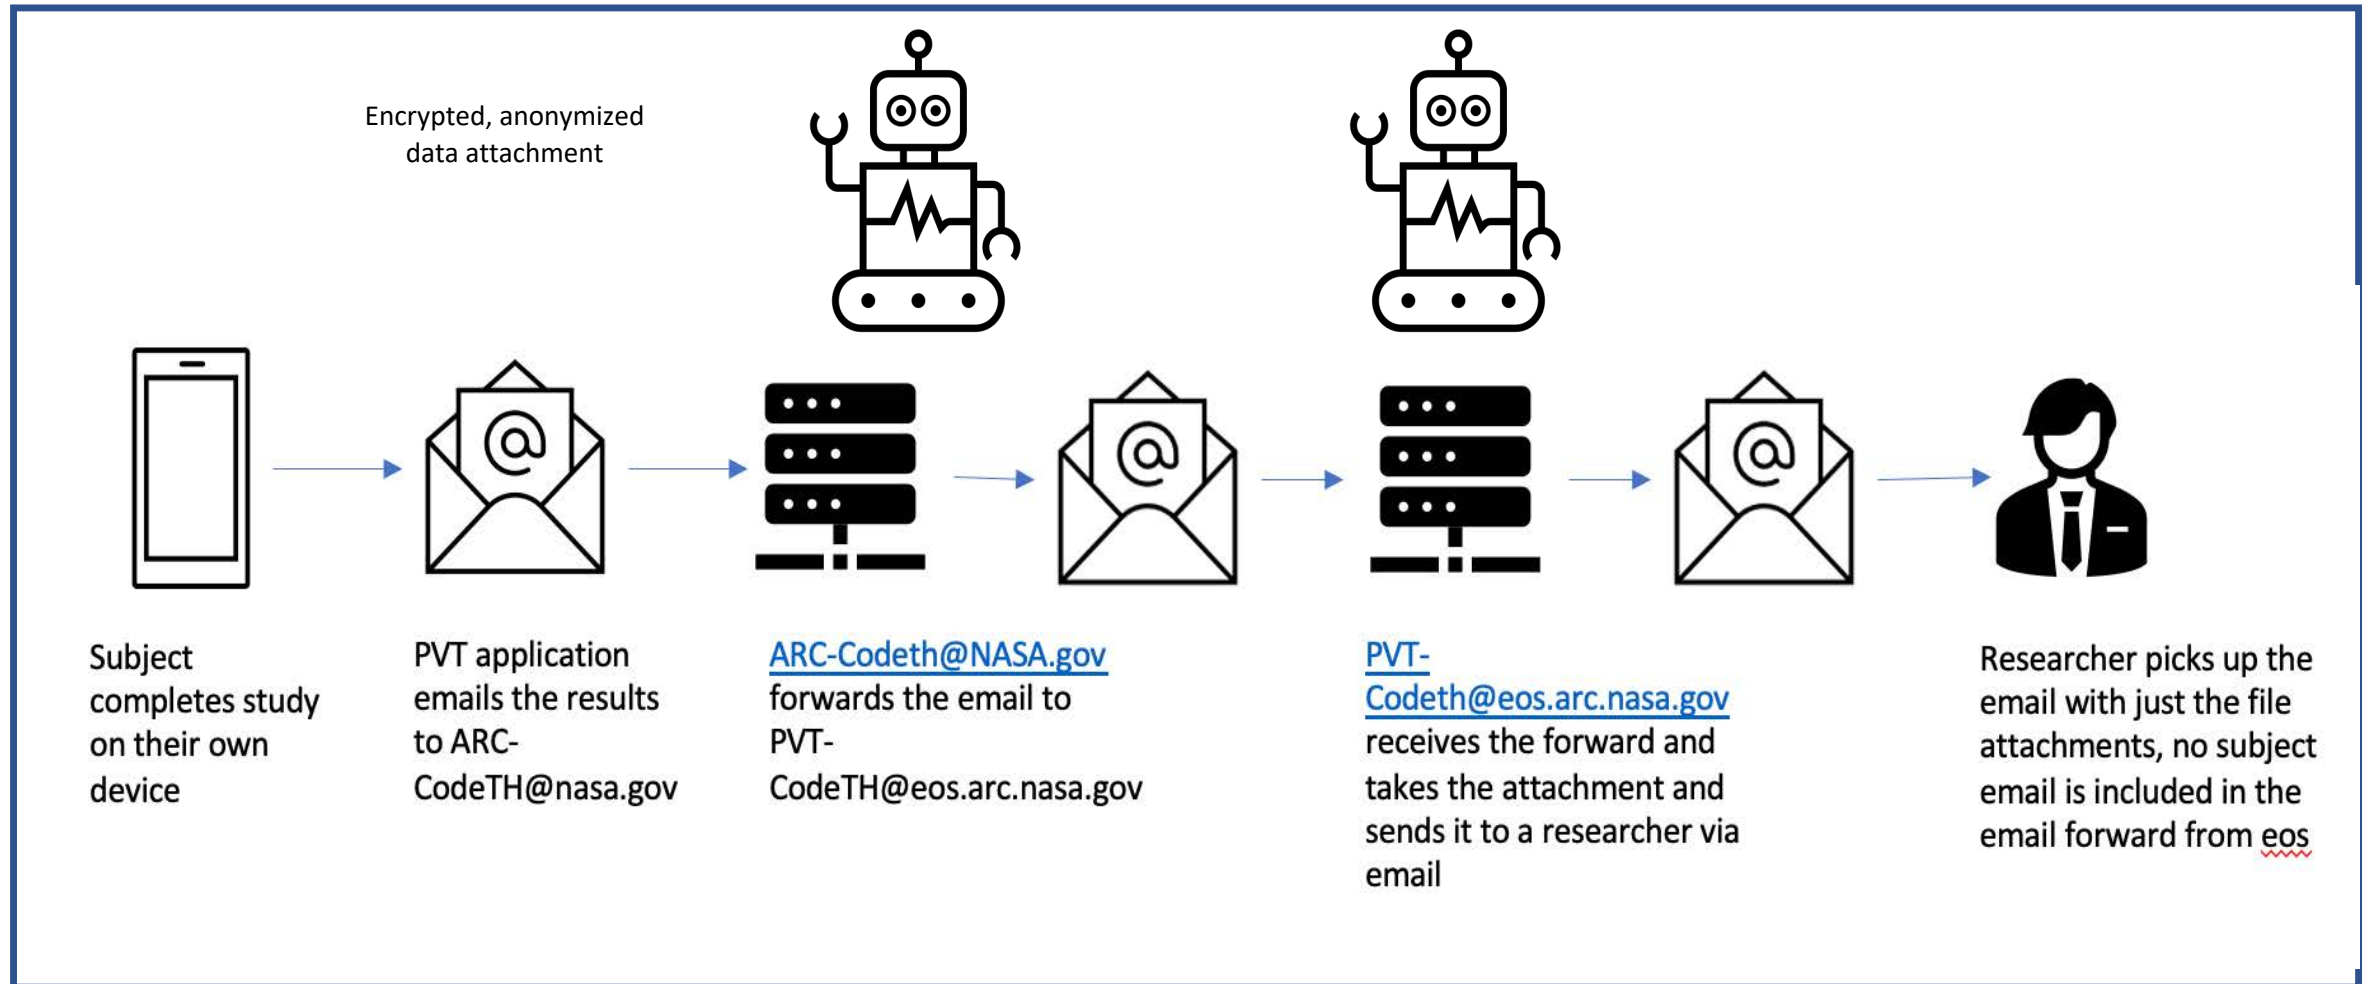 Encrypted, anonymized
data attachment
@
@
@
Subject
completes study
on their own
device
PVT application
emails the results
to ARC-
CodeTH@nasa.gov
ARC-Codeth@NASA.gov
forwards the email to
PVT-
CodeTH@eos.arc.nasa.gov
PVT-
Codeth@eos.arc.nasa.gov
receives the forward and
takes the attachment and
sends it to a researcher via
email
Researcher picks up the
email with just the file
attachments, no subject
email is included in the
email forward from eos